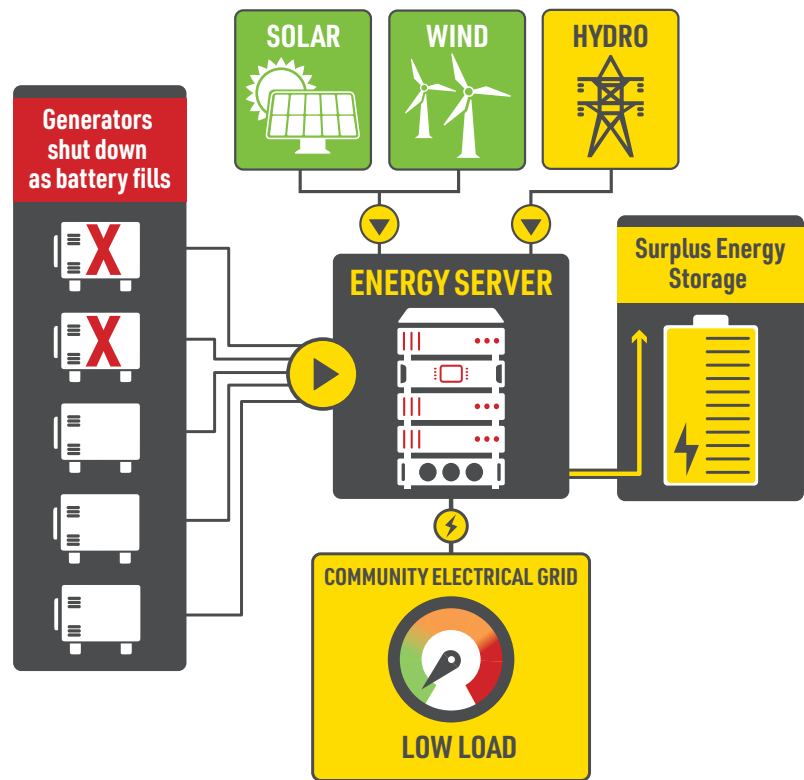 SOLAR
WIND
HYDRO
Generators
shut down
as battery fills
X
X
ENERGY SERVER
Surplus Energy
Storage
COMMUNITY ELECTRICAL GRID
LOW LOAD